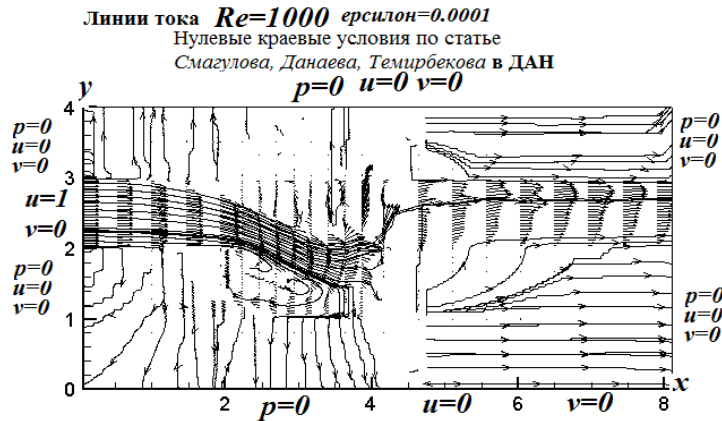 Линии тока Re=1000 ерсилон=0.0001
Нулевые краевые условия по статье
Смагулова, Данаева, Темирбекова в ДАН
p=0 u=0 v=0
y
4
p=0
u=0
v=0
p=0
u=0
v=0
3
u=1
v=0
2
p=0
u=0
v=0
p=0
u=0
v=0
1
0
2
4
6
8
x
p=0
u=0
v=0